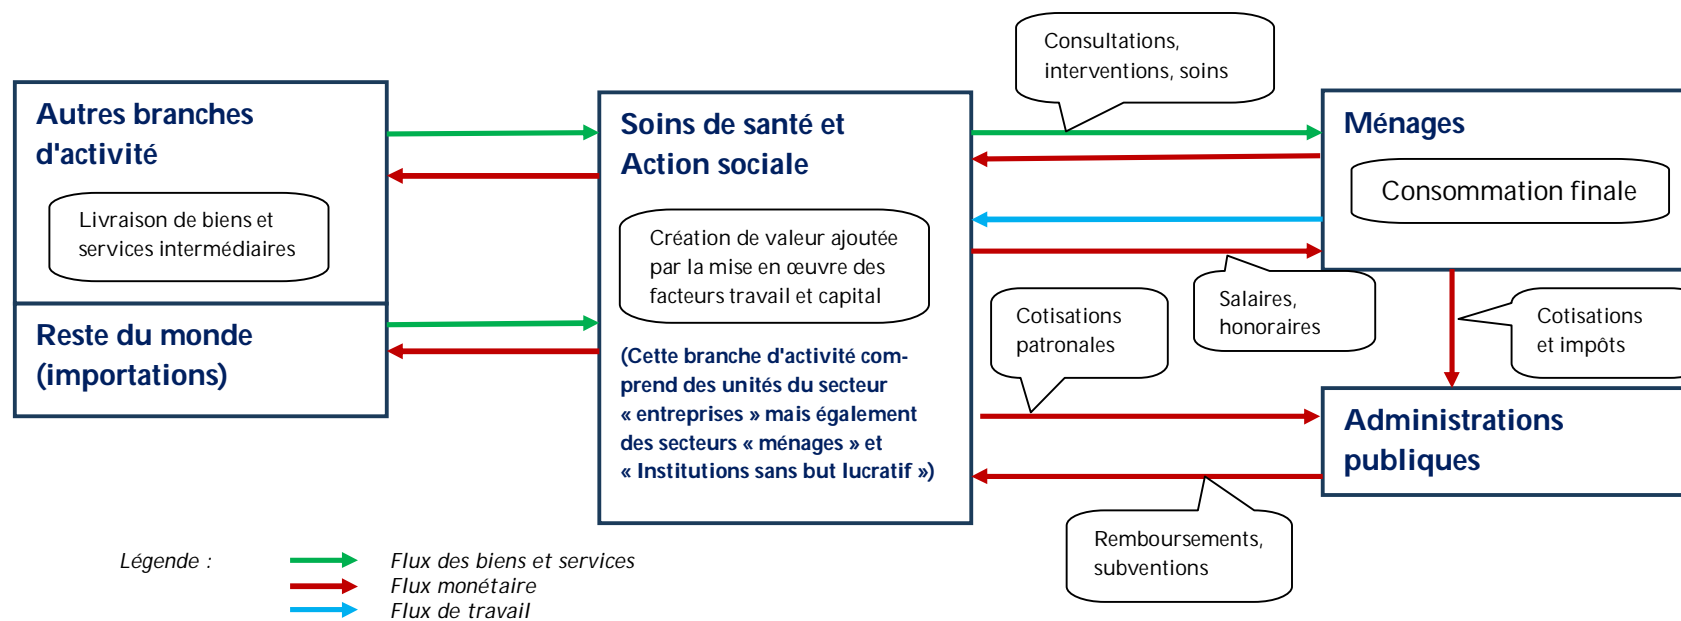 Autres branches
d'activité
Livraison de biens et
services intermédiaires
Reste du monde
(importations)
Soins de santé et
Action sociale
Création de valeur ajoutée
par la mise en œuvre des
facteurs travail et capital
(Cette branche d'activité com-
prend des unités du secteur
« entreprises » mais également
des secteurs « ménages » et
« Institutions sans but lucratif »)
Consultations,
interventions, soins
Ménages
Consommation finale
Salaires,
honoraires
Cotisations
patronales
Cotisations
et impôts
Administrations
publiques
Remboursements,
subventions
Légende :
Flux des biens et services
Flux monétaire
Flux de travail